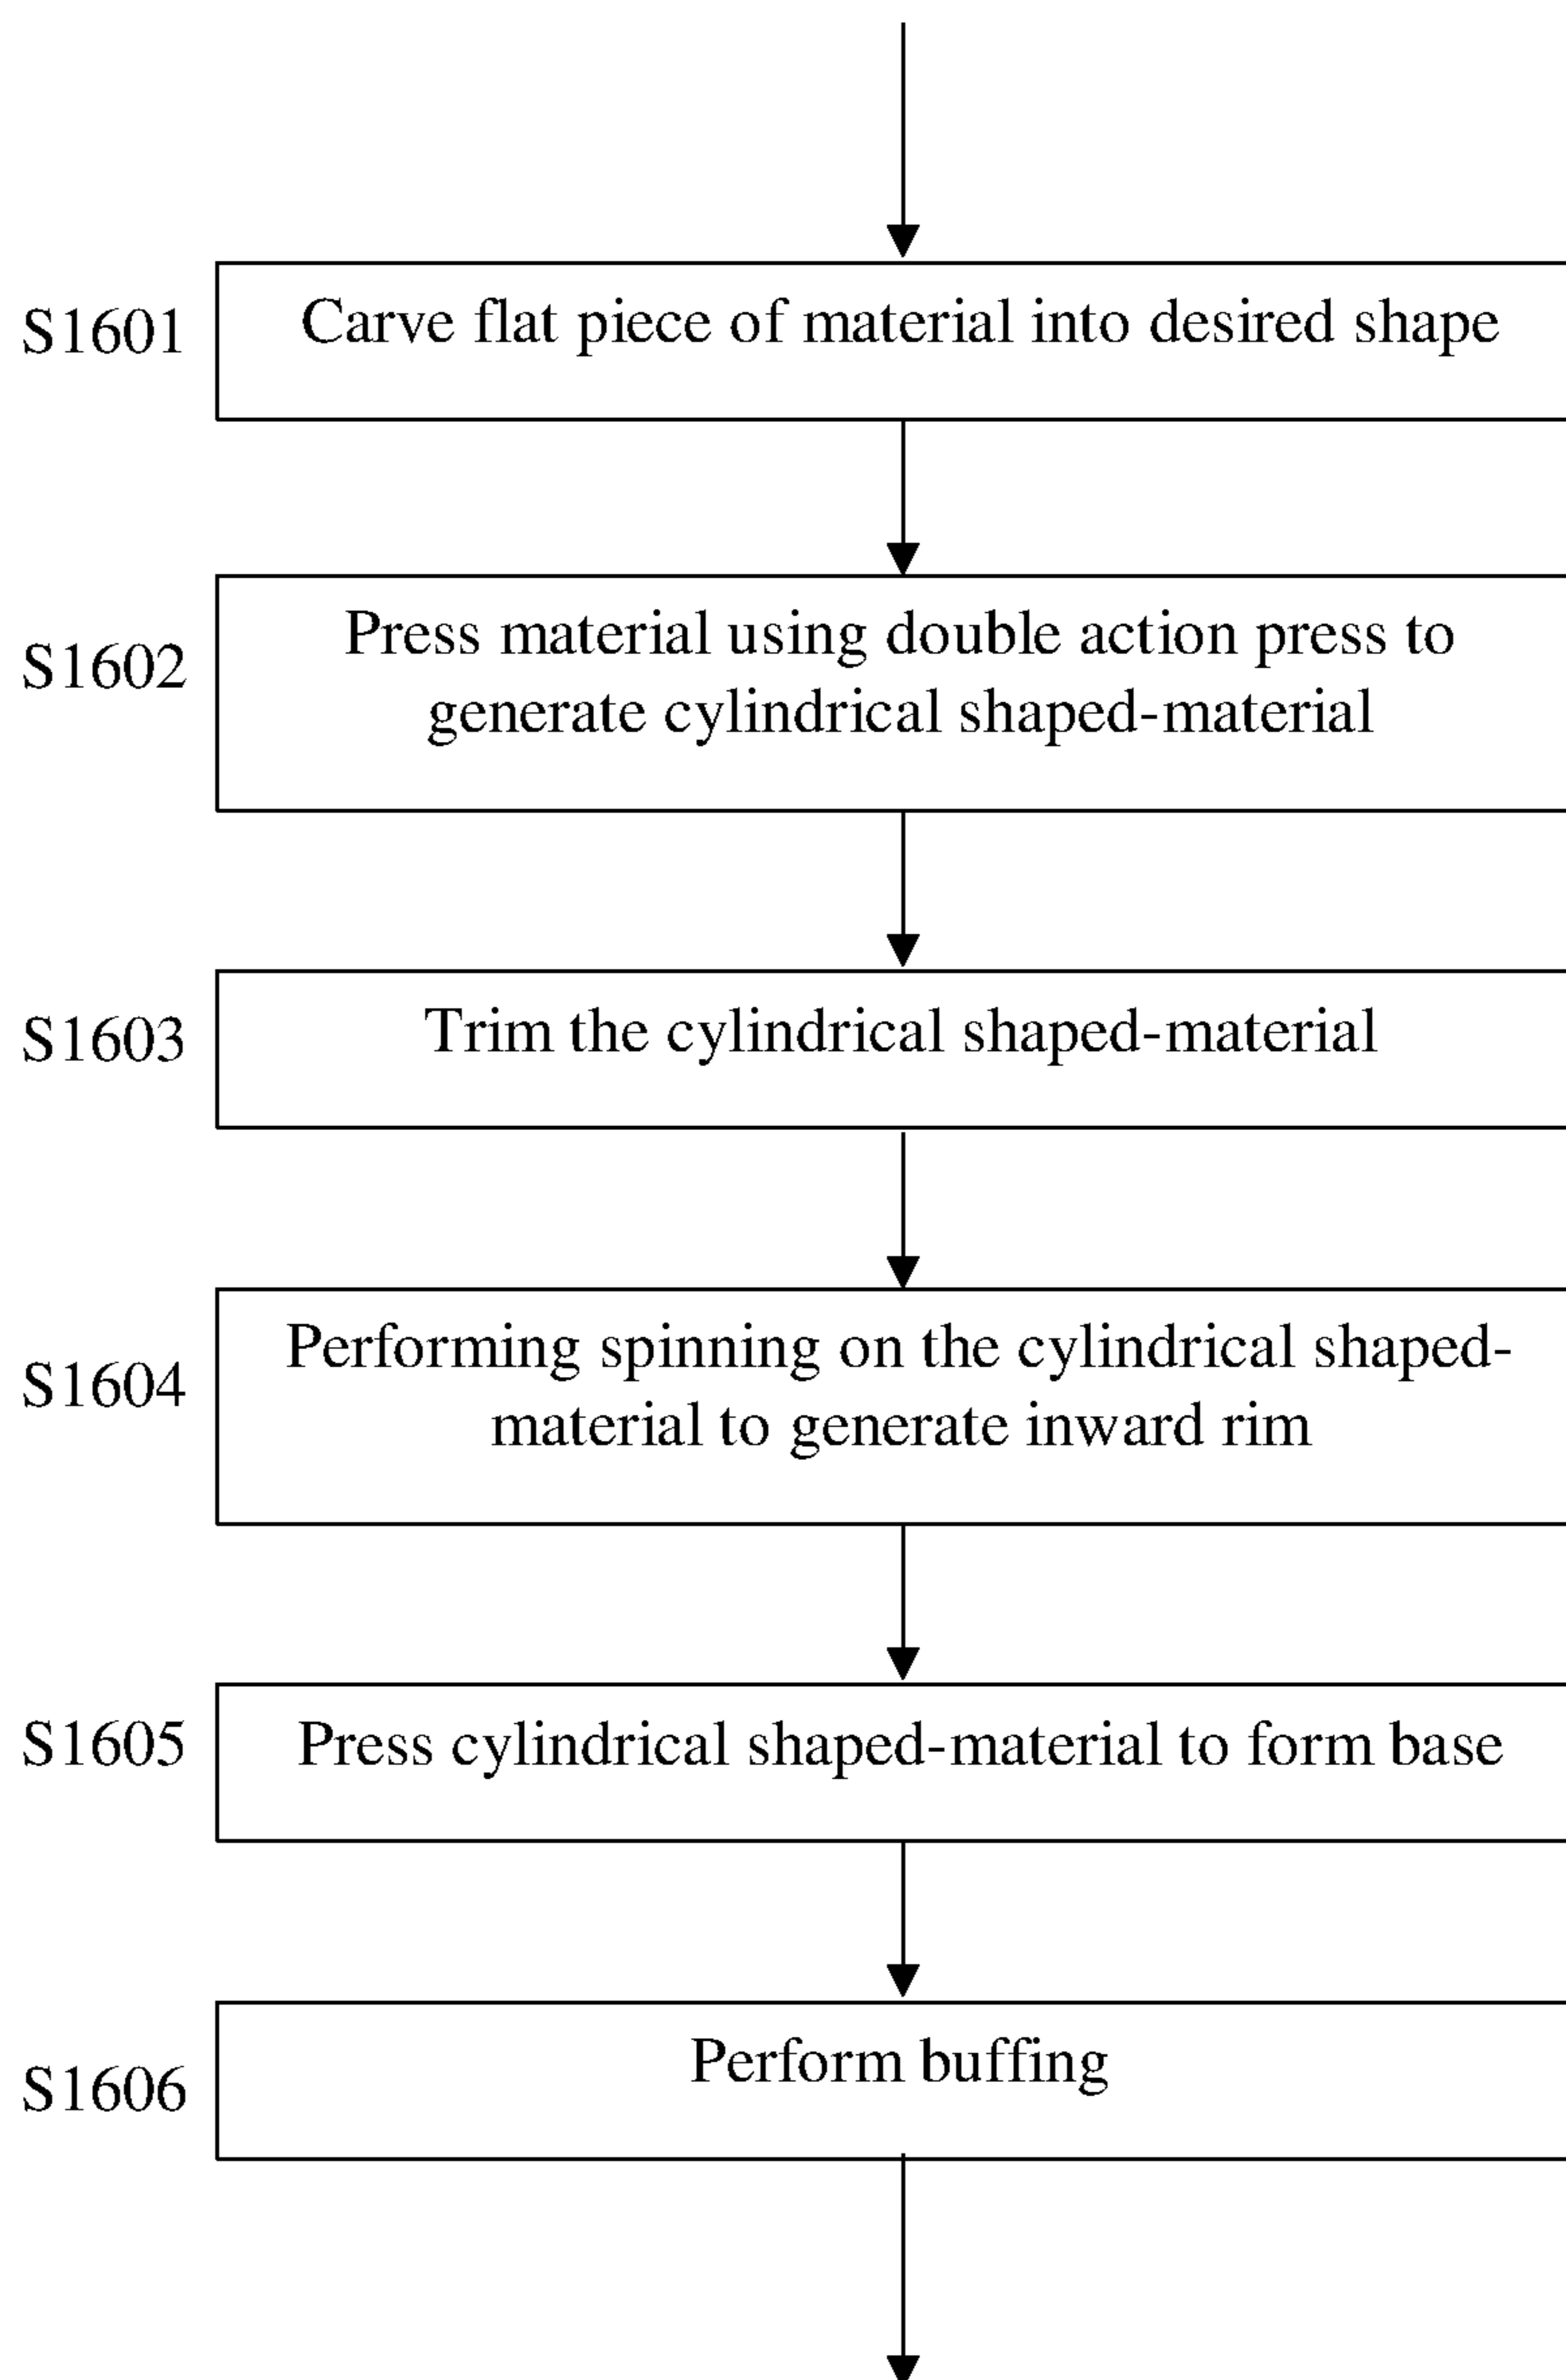 S1601
Carve flat piece of material into desired shape
S1602
Press material using double action press to
generate cylindrical shaped-material
S1603
Trim the cylindrical shaped-material
S1604
Performing spinning on the cylindrical shaped-
material to generate inward rim
S1605
Press cylindrical shaped-material to form base
S1606
Perform buffing